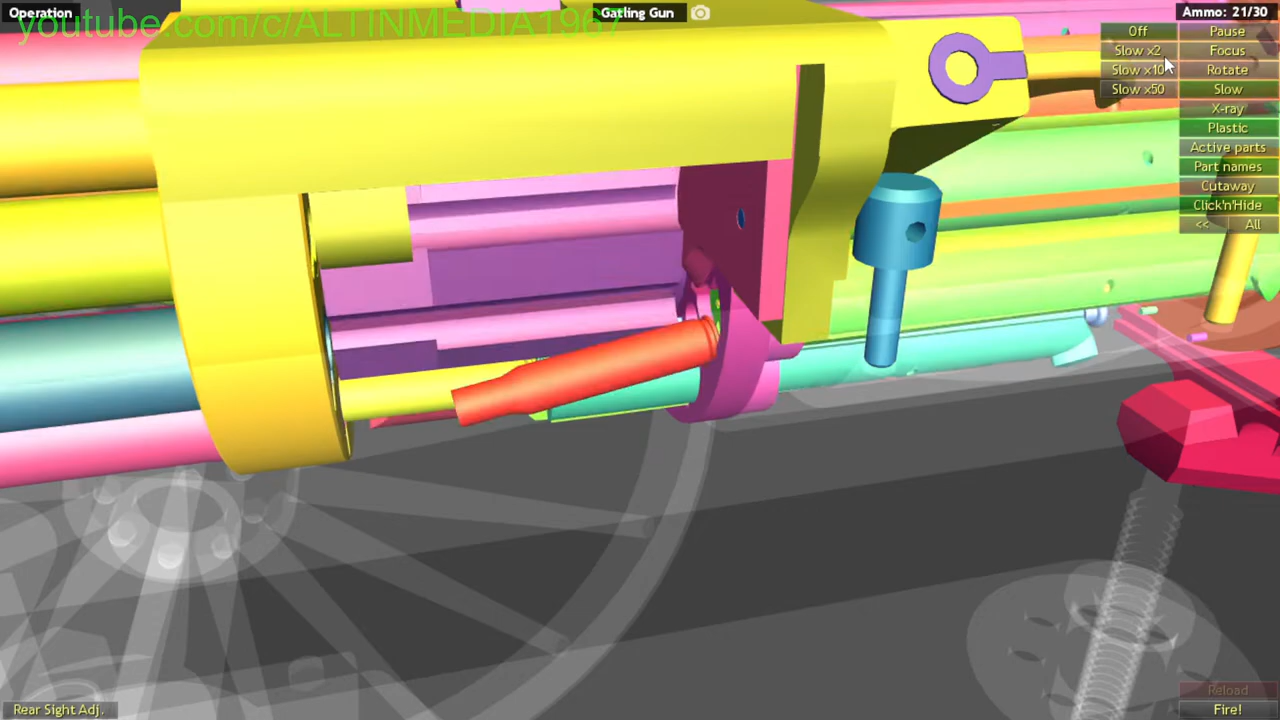 Operation
youtube.com/c/ALTINMEDIA1967
Gatling Gun
Ammo: 21/30
Off
Pause
Slow x2
Focus
Slow x10
Rotate
Slow x50
Slow
X-ray
Plastic
Active parts
Part names
Cutaway
Click'n'Hide
<<
All
Rear Sight Adj.
Reload
Fire!